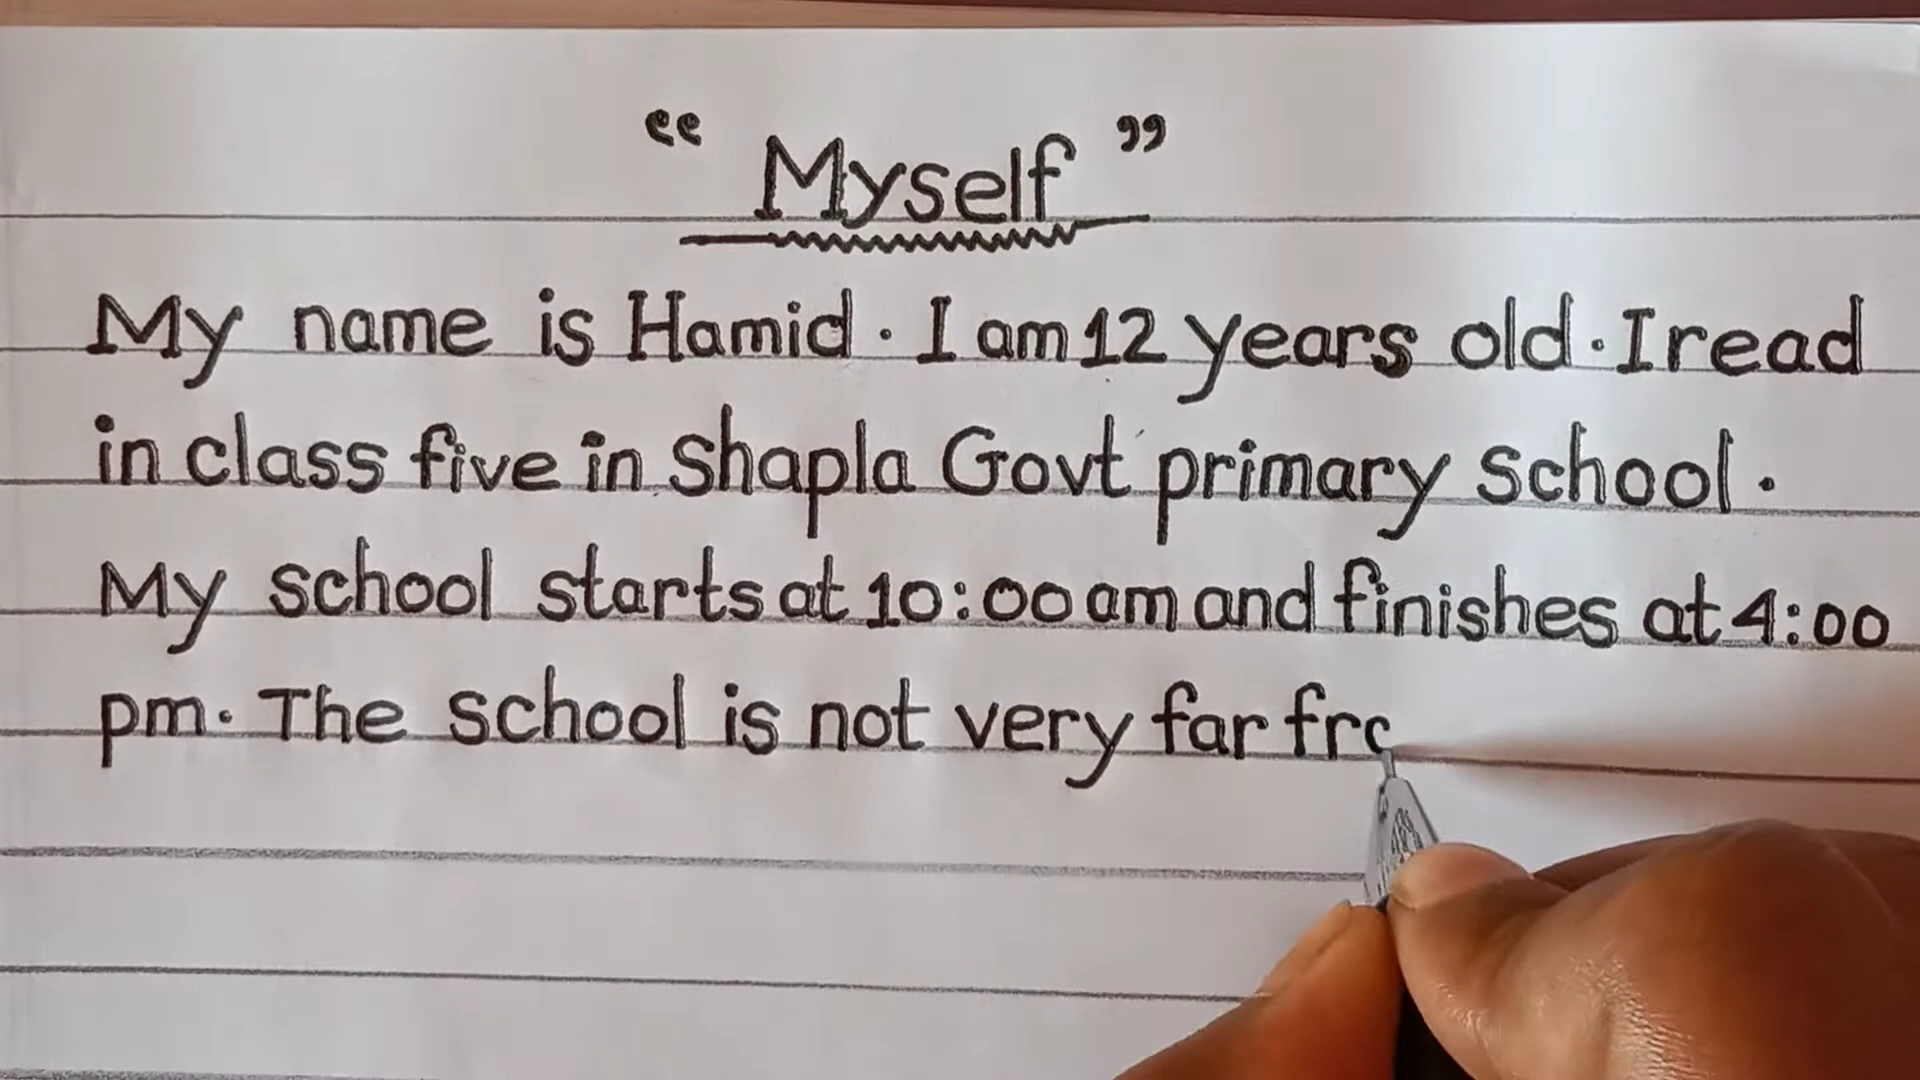 “ Myself ”
My name is Hamid. I am 12 years old. I read
in class five in Shapla Govt primary school.
My school starts at 10:00 am and finishes at 4:00
pm. The school is not very far fro